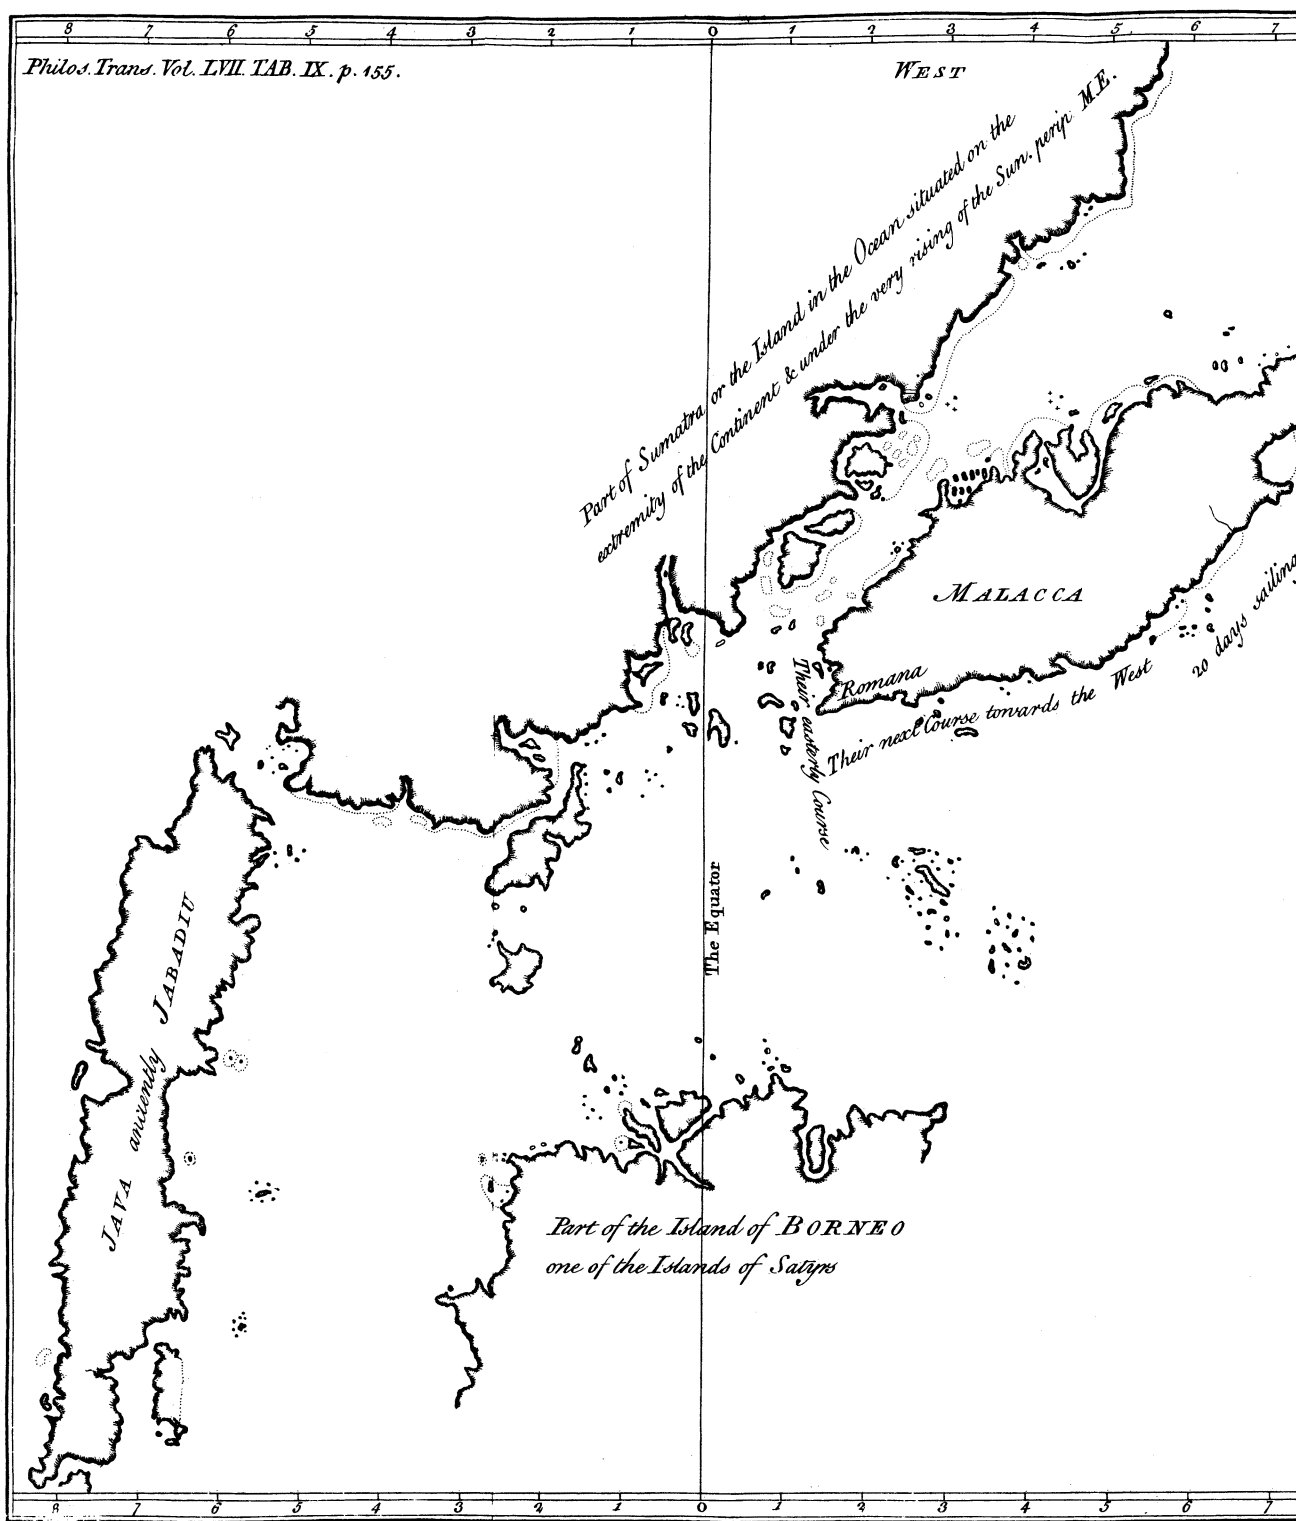 8 7 6 5 4 3 2 1 0 1 2 3 4 5 6 7
Philos. Trans. Vol. LVII. TAB. IX. p. 155.
WEST
Part of Sumatra or the Island in the Ocean situated on the
extremity of the Continent & under the very rising of the Sun. perip M.E.
MALACCA
20 days sailing
Romana
Their next Course towards the West
Their easterly Course
The Equator
JAVA anciently JABADIU
Part of the Island of BORNEO
one of the Islands of Satyrs
8 7 6 5 4 3 2 1 0 1 2 3 4 5 6 7